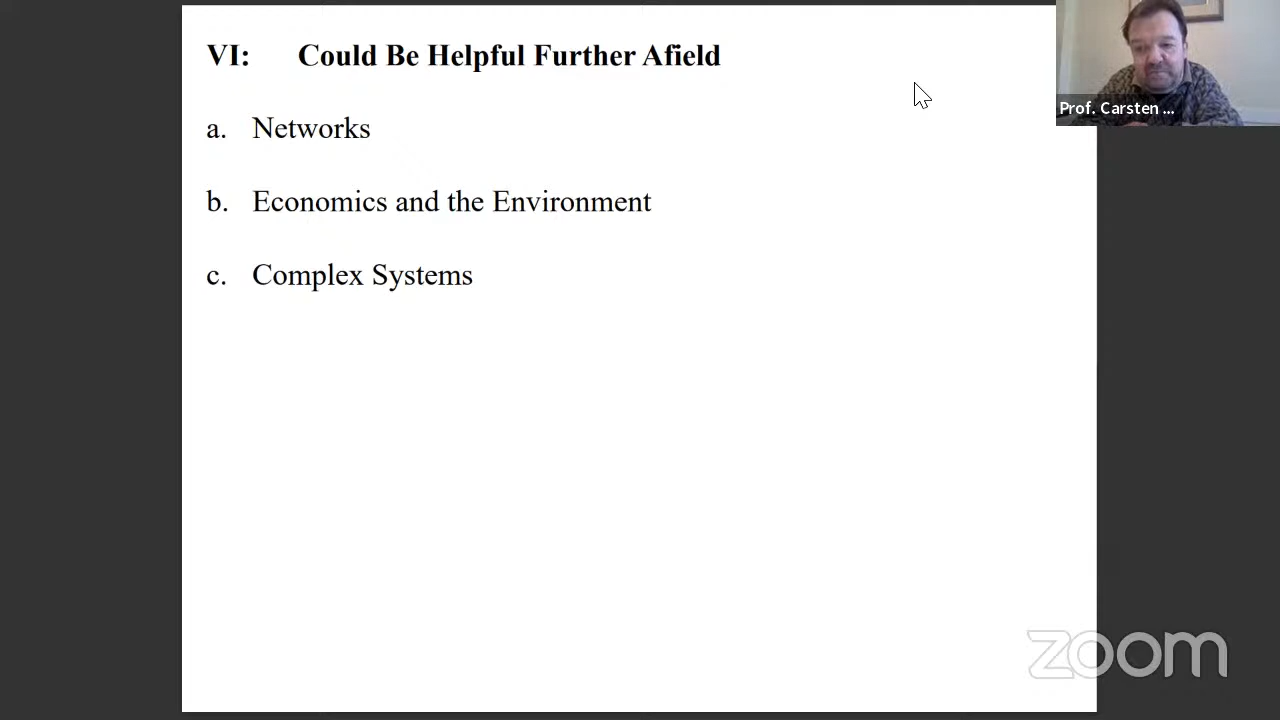 VI: Could Be Helpful Further Afield
Prof. Carsten ...
a. Networks
b. Economics and the Environment
c. Complex Systems
zoom